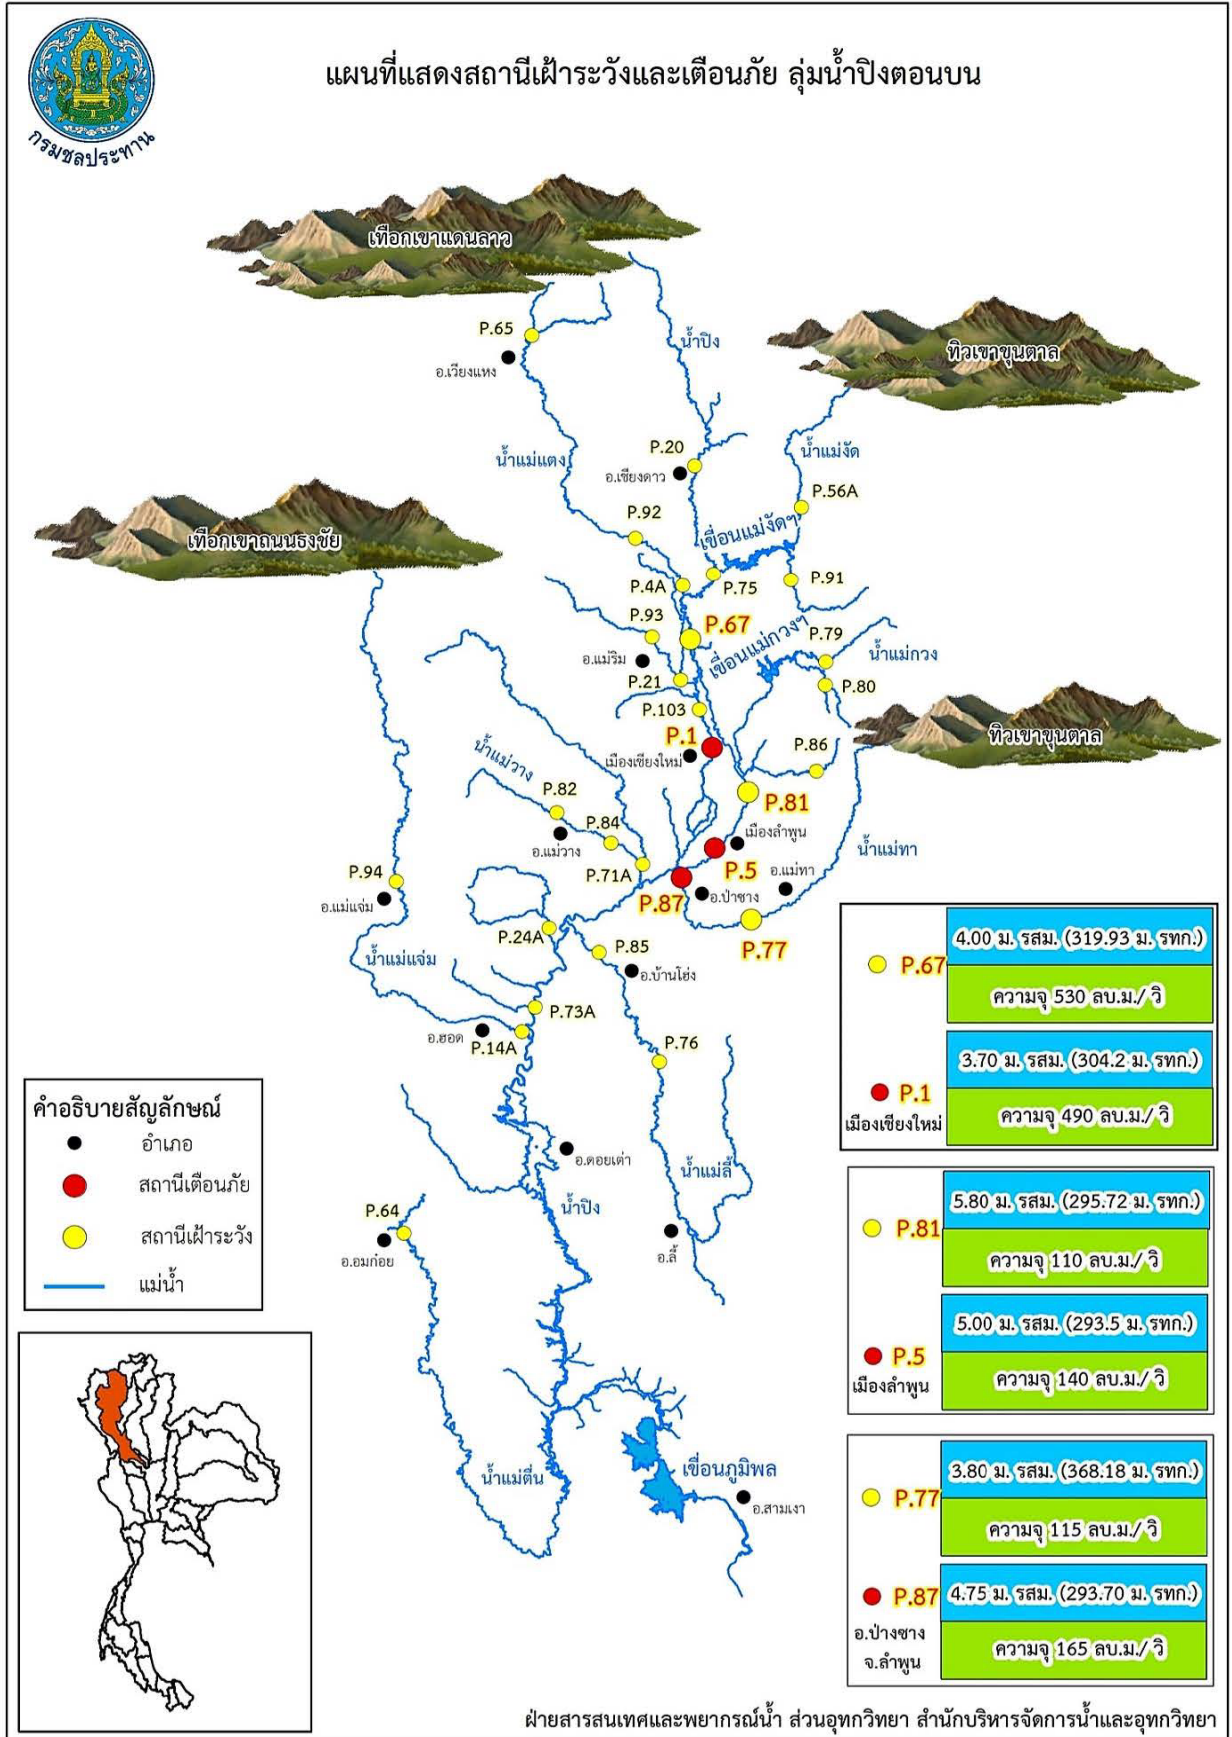 แผนที่แสดงสถานีเฝ้าระวังและเตือนภัย ลุ่มน้ำปิงตอนบน
กรมชลประทาน
เทือกเขาแดนลาว
ทิวเขาขุนตาล
เทือกเขาถนนธงชัย
ทิวเขาขุนตาล
P.65
อ.เวียงแหง
น้ำปิง
น้ำแม่แตง
P.20
อ.เชียงดาว
น้ำแม่งัด
P.56A
P.92
เขื่อนแม่งัดฯ
P.4A
P.75
P.91
P.93
P.67
เขื่อนแม่กวงฯ
P.79
น้ำแม่กวง
อ.แม่ริม
P.21
P.80
P.103
P.1
เมืองเชียงใหม่
P.86
น้ำแม่วาง
P.82
P.81
P.84
เมืองลำพูน
อ.แม่วาง
น้ำแม่ทา
P.71A
P.5
อ.แม่ทา
P.94
อ.แม่แจ่ม
P.87
อ.ป่าซาง
P.77
P.24A
P.85
น้ำแม่แจ่ม
อ.บ้านโฮ่ง
P.73A
อ.ฮอด
P.14A
P.76
อ.ดอยเต่า
น้ำแม่ลี้
น้ำปิง
P.64
อ.อมก๋อย
อ.ลี้
น้ำแม่ตื่น
เขื่อนภูมิพล
อ.สามเงา
คำอธิบายสัญลักษณ์
อำเภอ
สถานีเตือนภัย
สถานีเฝ้าระวัง
แม่น้ำ
P.67
4.00 ม. รสม. (319.93 ม. รทก.)
ความจุ 530 ลบ.ม./ วิ
P.1
เมืองเชียงใหม่
3.70 ม. รสม. (304.2 ม. รทก.)
ความจุ 490 ลบ.ม./ วิ
P.81
5.80 ม. รสม. (295.72 ม. รทก.)
ความจุ 110 ลบ.ม./ วิ
P.5
เมืองลำพูน
5.00 ม. รสม. (293.5 ม. รทก.)
ความจุ 140 ลบ.ม./ วิ
P.77
3.80 ม. รสม. (368.18 ม. รทก.)
ความจุ 115 ลบ.ม./ วิ
P.87
อ.ป่างซาง
จ.ลำพูน
4.75 ม. รสม. (293.70 ม. รทก.)
ความจุ 165 ลบ.ม./ วิ
ฝ่ายสารสนเทศและพยากรณ์น้ำ ส่วนอุทกวิทยา สำนักบริหารจัดการน้ำและอุทกวิทยา